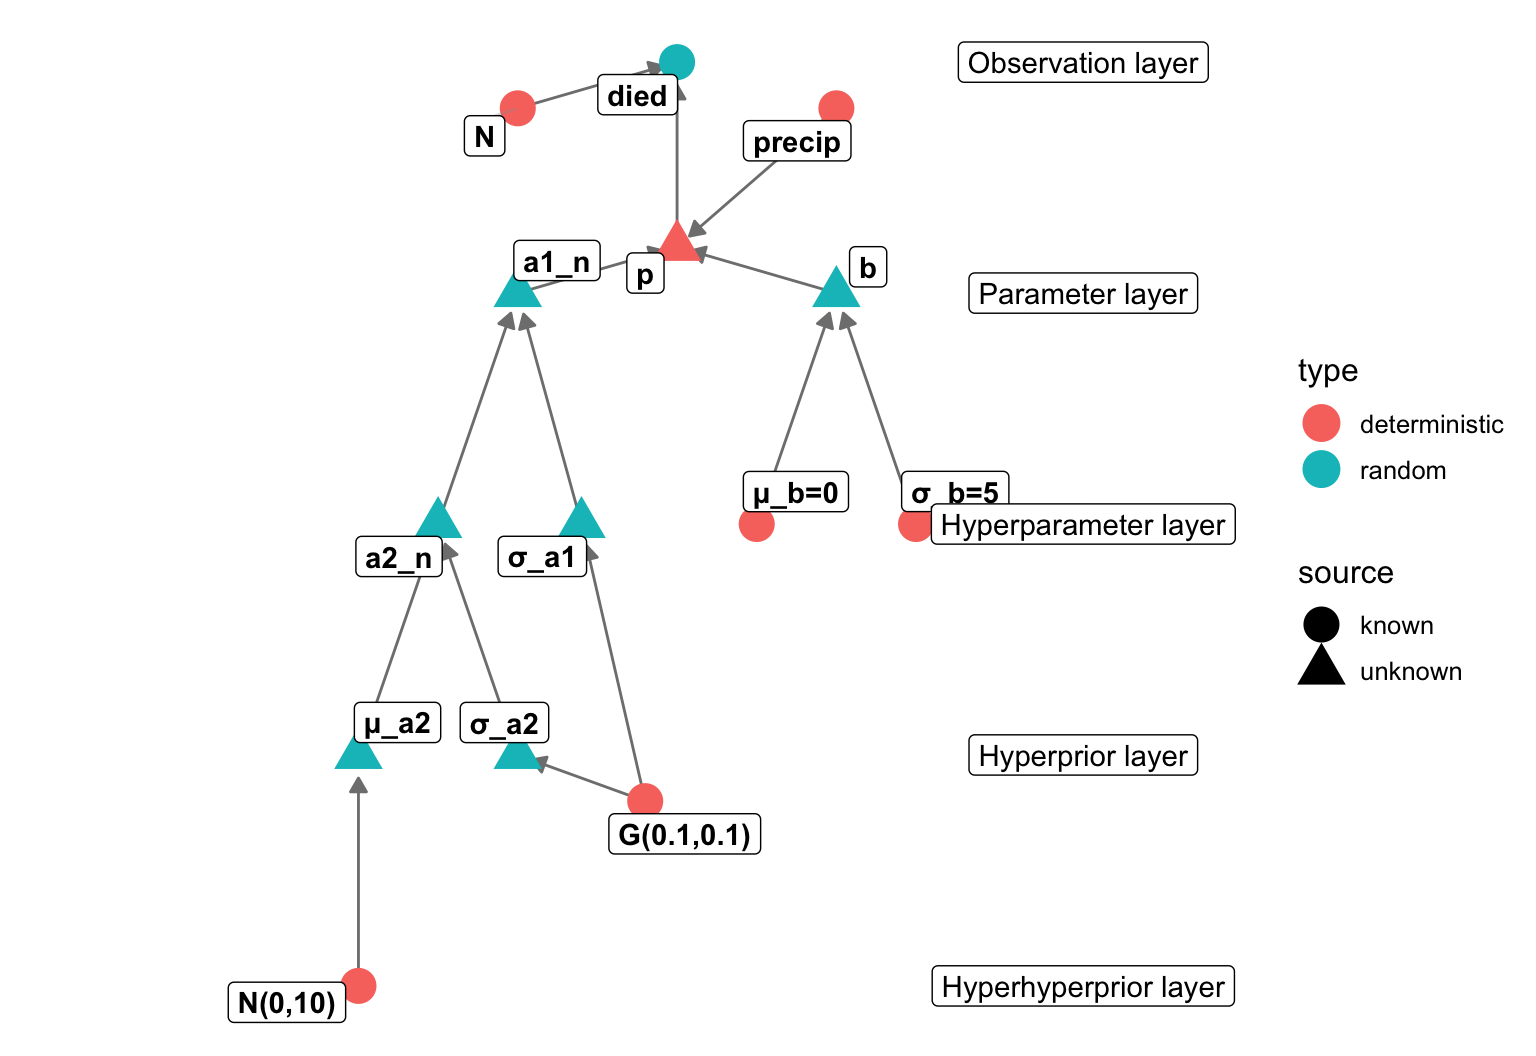 Observation layer
died
N
precip
a1_n
p
b
Parameter layer
type
deterministic
random
μ_b=0
σ_b=5
Hyperparameter layer
a2_n
σ_a1
source
known
unknown
μ_a2
σ_a2
Hyperprior layer
G(0.1,0.1)
N(0,10)
Hyperhyperprior layer